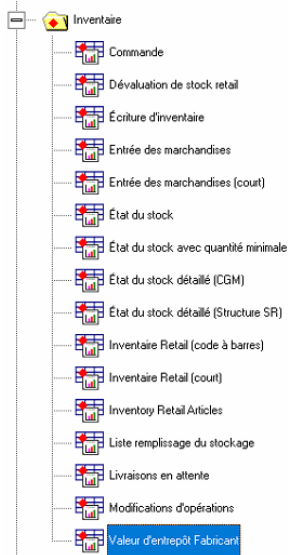 Inventaire
Commande
Dévaluation de stock retail
Écriture d'inventaire
Entrée des marchandises
Entrée des marchandises (court)
État du stock
État du stock avec quantité minimale
État du stock détaillé (CGM)
État du stock détaillé (Structure SR)
Inventaire Retail (code à barres)
Inventaire Retail (court)
Inventory Retail Articles
Liste remplissage du stockage
Livraisons en attente
Modifications d'opérations
Valeur d'entrepôt Fabricant